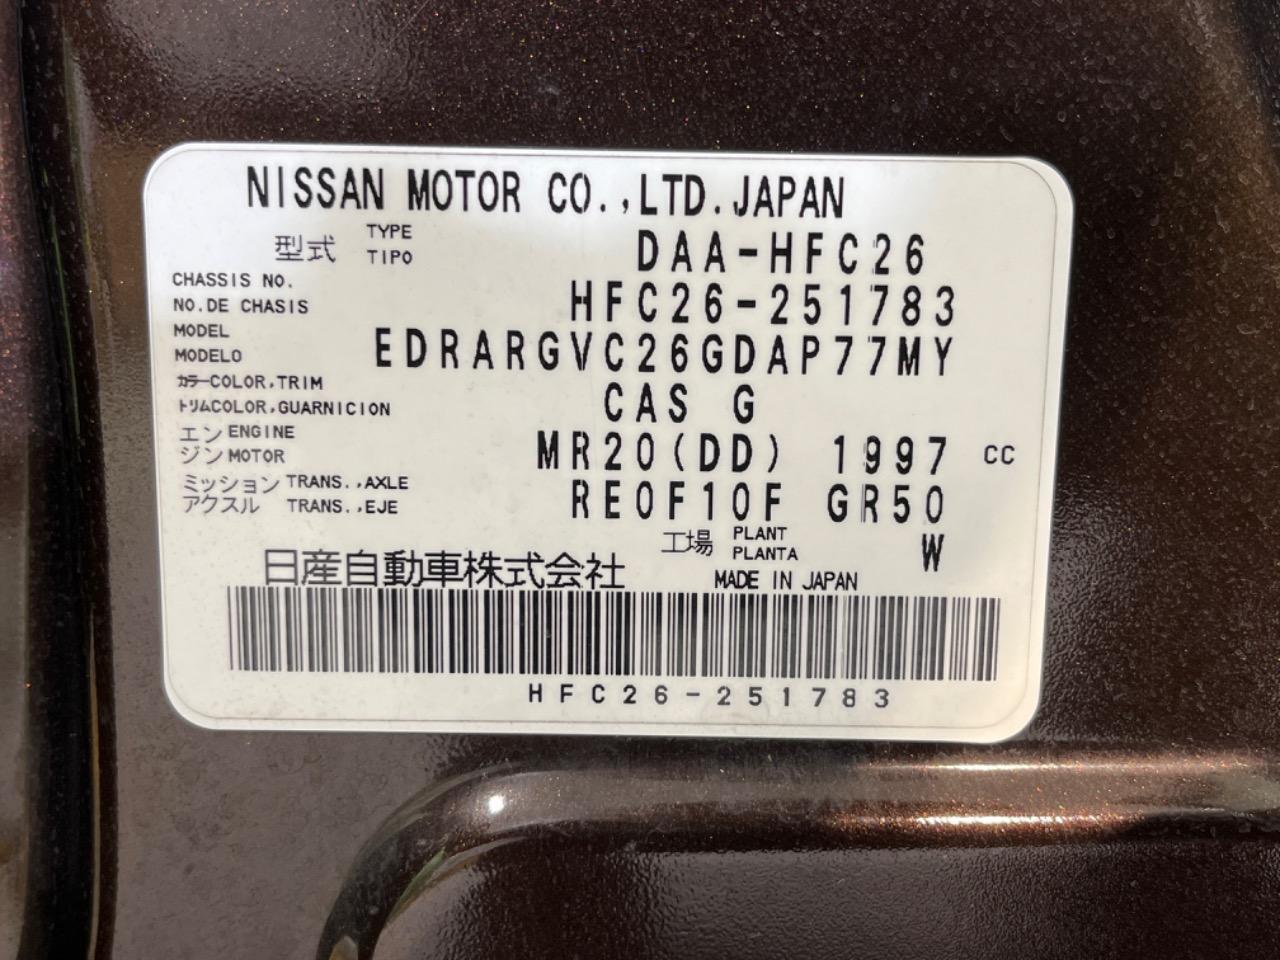 NISSAN MOTOR CO.,LTD.JAPAN
型式 TYPE TIPO DAA-HFC26
CHASSIS NO.
NO.DE CHASIS HFC26-251783
MODEL
MODELO EDRARGVC26GDAP77MY
カラーCOLOR,TRIM
トリムCOLOR,GUARNICION CAS G
エンジン ENGINE MOTOR MR20(DD) 1997 CC
ミッション TRANS.,AXLE
アクスル TRANS.,EJE RE0F10F GR50
工場 PLANT PLANTA W
日産自動車株式会社 MADE IN JAPAN
HFC26-251783